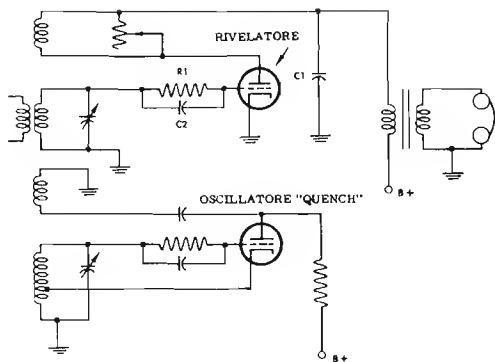 RIVELATORE
R1
C1
C2
B+
OSCILLATORE "QUENCH"
B+